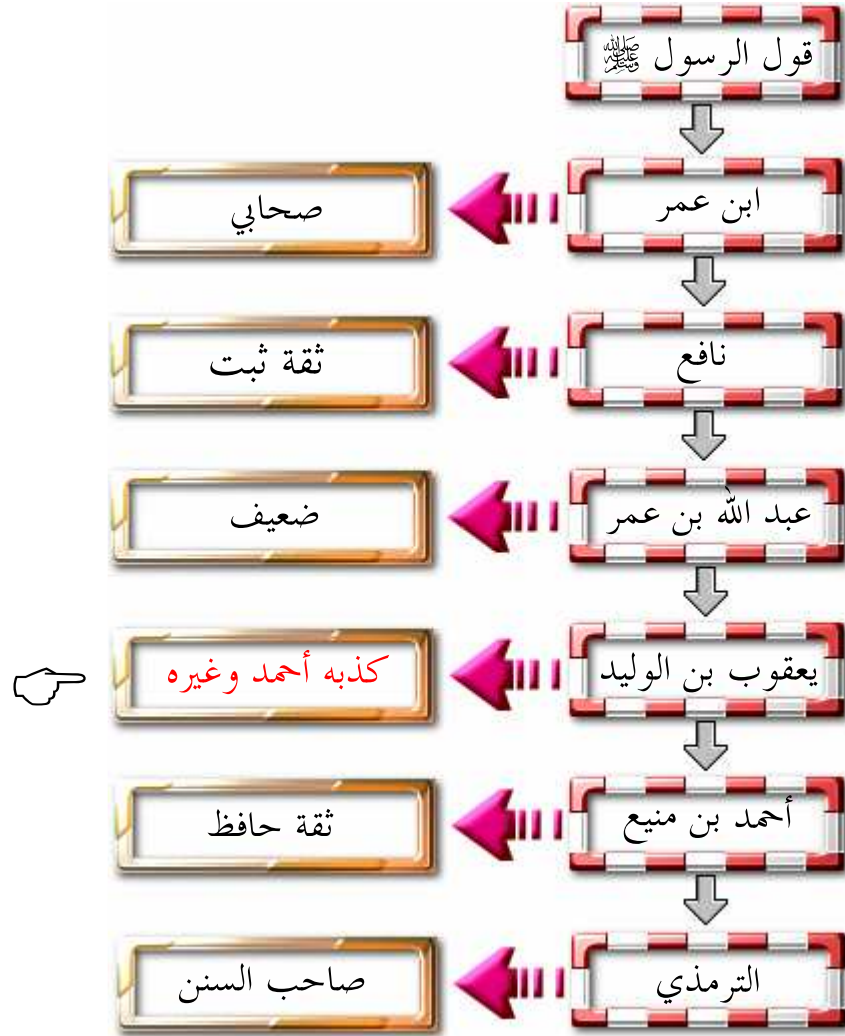 قول الرسول ﷺ
ابن عمر
صحابي
نافع
ثقة ثبت
عبد الله بن عمر
ضعيف
يعقوب بن الوليد
كذبه أحمد وغيره
أحمد بن منيع
ثقة حافظ
الترمذي
صاحب السنن